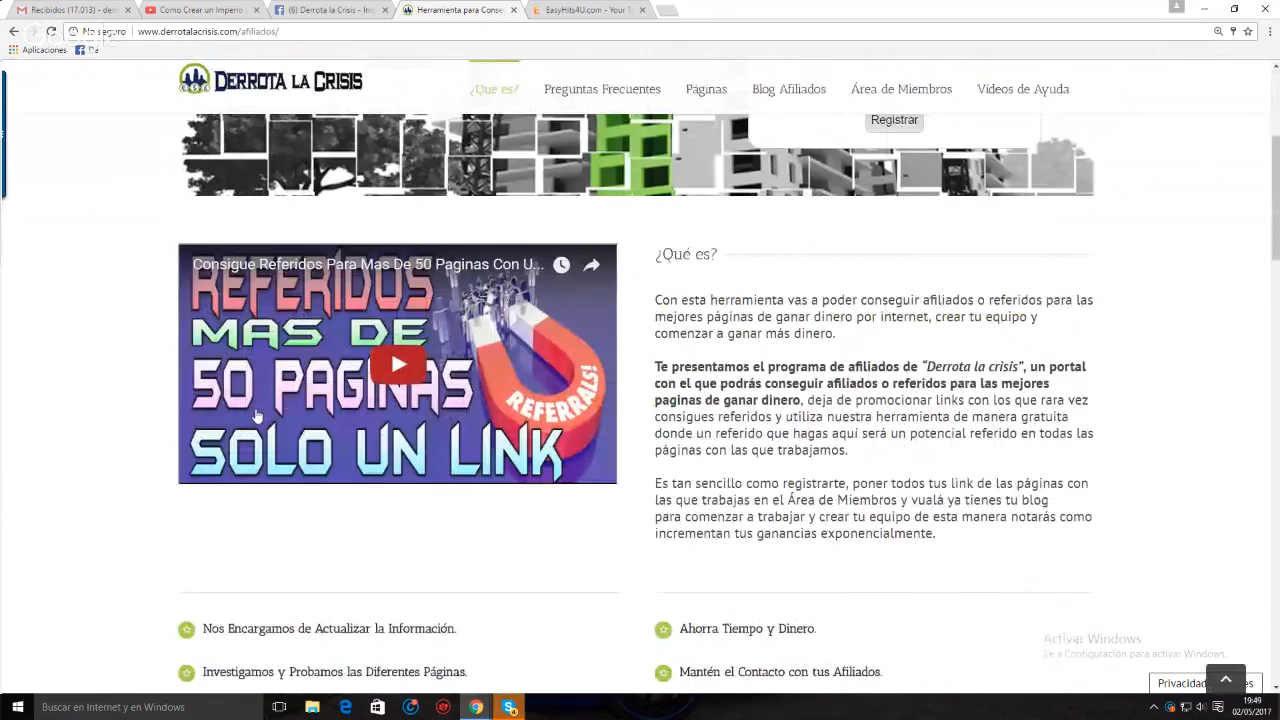 Recibidos (17.013) - der
Como Crear un Imperio
(6) Derrota la Crisis - Inic
Herramienta para Conse
EasyHits4U.com - Your T
No seguro
www.derrotalacrisis.com/afiliados/
Aplicaciones
DERROTA LA CRISIS
¿Que es?
Preguntas Frecuentes
Páginas
Blog Afiliados
Área de Miembros
Vídeos de Ayuda
Registrar
Consigue Referidos Para Mas De 50 Paginas Con U...
REFERIDOS
MAS DE
50 PAGINAS
SOLO UN LINK
REFERRALS!
¿Qué es?
Con esta herramienta vas a poder conseguir afiliados o referidos para las
mejores páginas de ganar dinero por internet, crear tu equipo y
comenzar a ganar más dinero.
Te presentamos el programa de afiliados de “Derrota la crisis”, un portal
con el que podrás conseguir afiliados o referidos para las mejores
paginas de ganar dinero, deja de promocionar links con los que rara vez
consigues referidos y utiliza nuestra herramienta de manera gratuita
donde un referido que hagas aquí será un potencial referido en todas las
páginas con las que trabajamos.
Es tan sencillo como registrarte, poner todos tus link de las páginas con
las que trabajas en el Área de Miembros y vualá ya tienes tu blog
para comenzar a trabajar y crear tu equipo de esta manera notarás como
incrementan tus ganancias exponencialmente.
Nos Encargamos de Actualizar la Información.
Ahorra Tiempo y Dinero.
Investigamos y Probamos las Diferentes Páginas.
Mantén el Contacto con tus Afiliados.
Activar Windows
Ve a Configuración para activar Windows.
Privacidad
Buscar en Internet y en Windows
19:49
02/05/2017